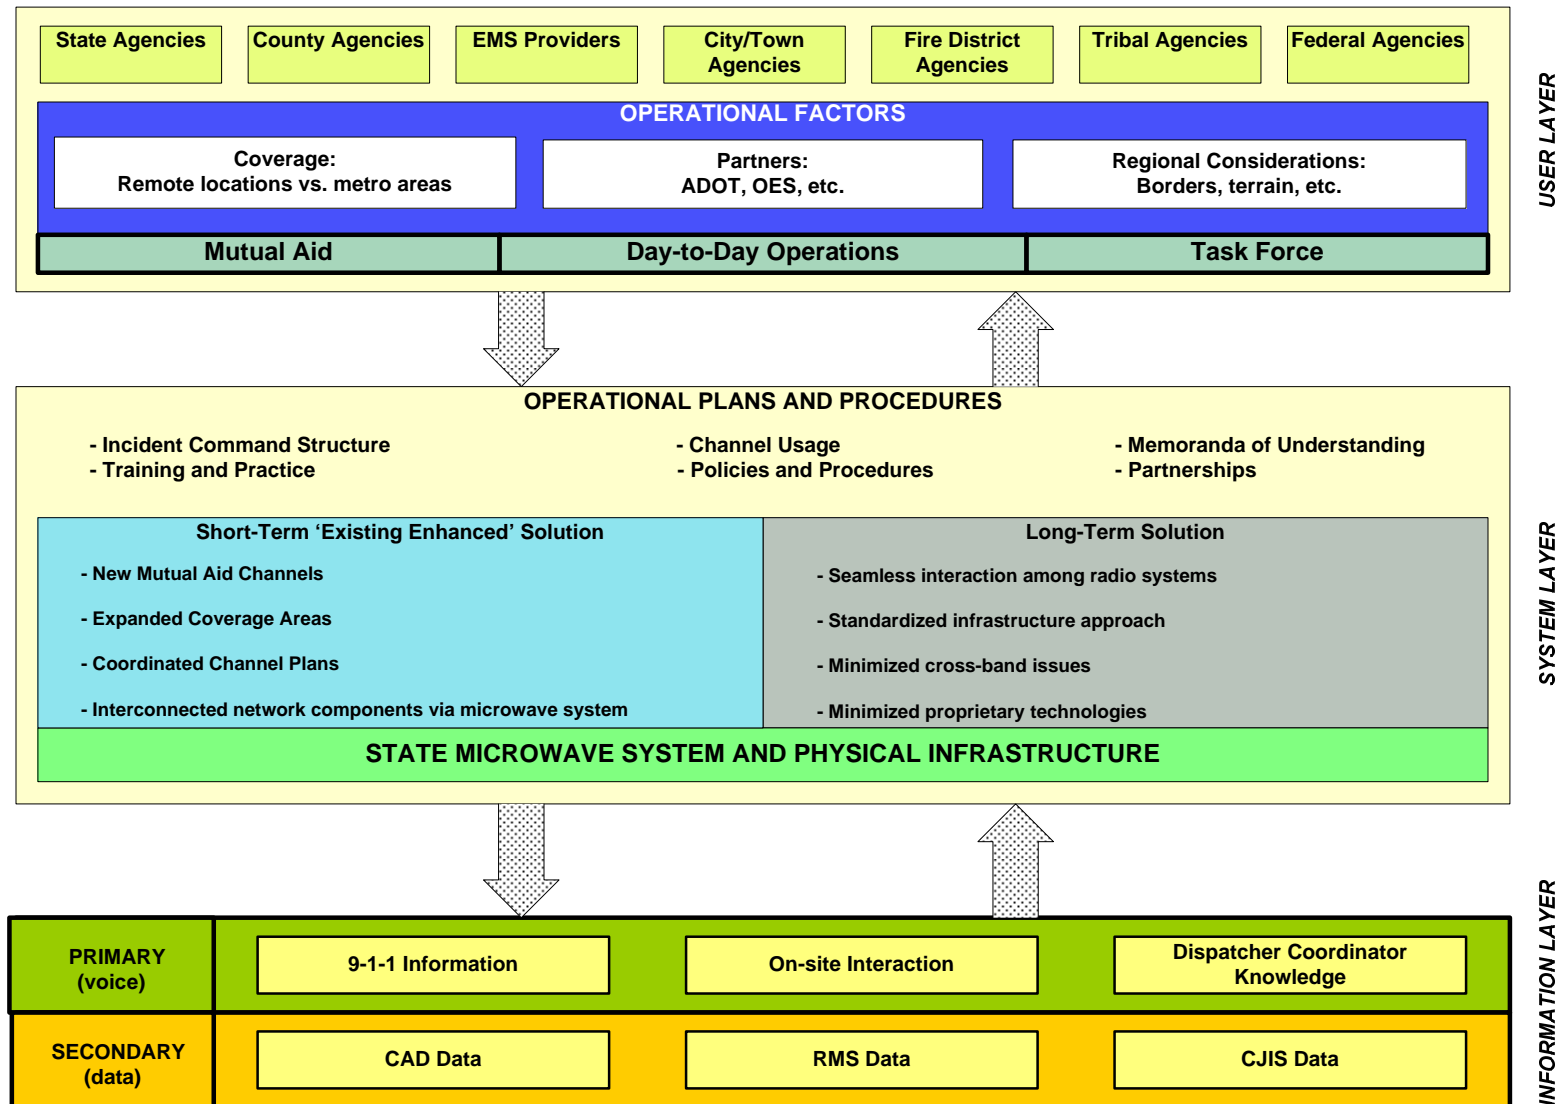 State Agencies
County Agencies
EMS Providers
City/Town
Agencies
Fire District
Agencies
Tribal Agencies
Federal Agencies
OPERATIONAL FACTORS
Coverage:
Remote locations vs. metro areas
Partners:
ADOT, OES, etc.
Regional Considerations:
Borders, terrain, etc.
Mutual Aid
Day-to-Day Operations
Task Force
USER LAYER
OPERATIONAL PLANS AND PROCEDURES
- Incident Command Structure
- Training and Practice
- Channel Usage
- Policies and Procedures
- Memoranda of Understanding
- Partnerships
Short-Term ‘Existing Enhanced’ Solution
- New Mutual Aid Channels
- Expanded Coverage Areas
- Coordinated Channel Plans
- Interconnected network components via microwave system
Long-Term Solution
- Seamless interaction among radio systems
- Standardized infrastructure approach
- Minimized cross-band issues
- Minimized proprietary technologies
STATE MICROWAVE SYSTEM AND PHYSICAL INFRASTRUCTURE
SYSTEM LAYER
PRIMARY
(voice)
9-1-1 Information
On-site Interaction
Dispatcher Coordinator
Knowledge
SECONDARY
(data)
CAD Data
RMS Data
CJIS Data
INFORMATION LAYER